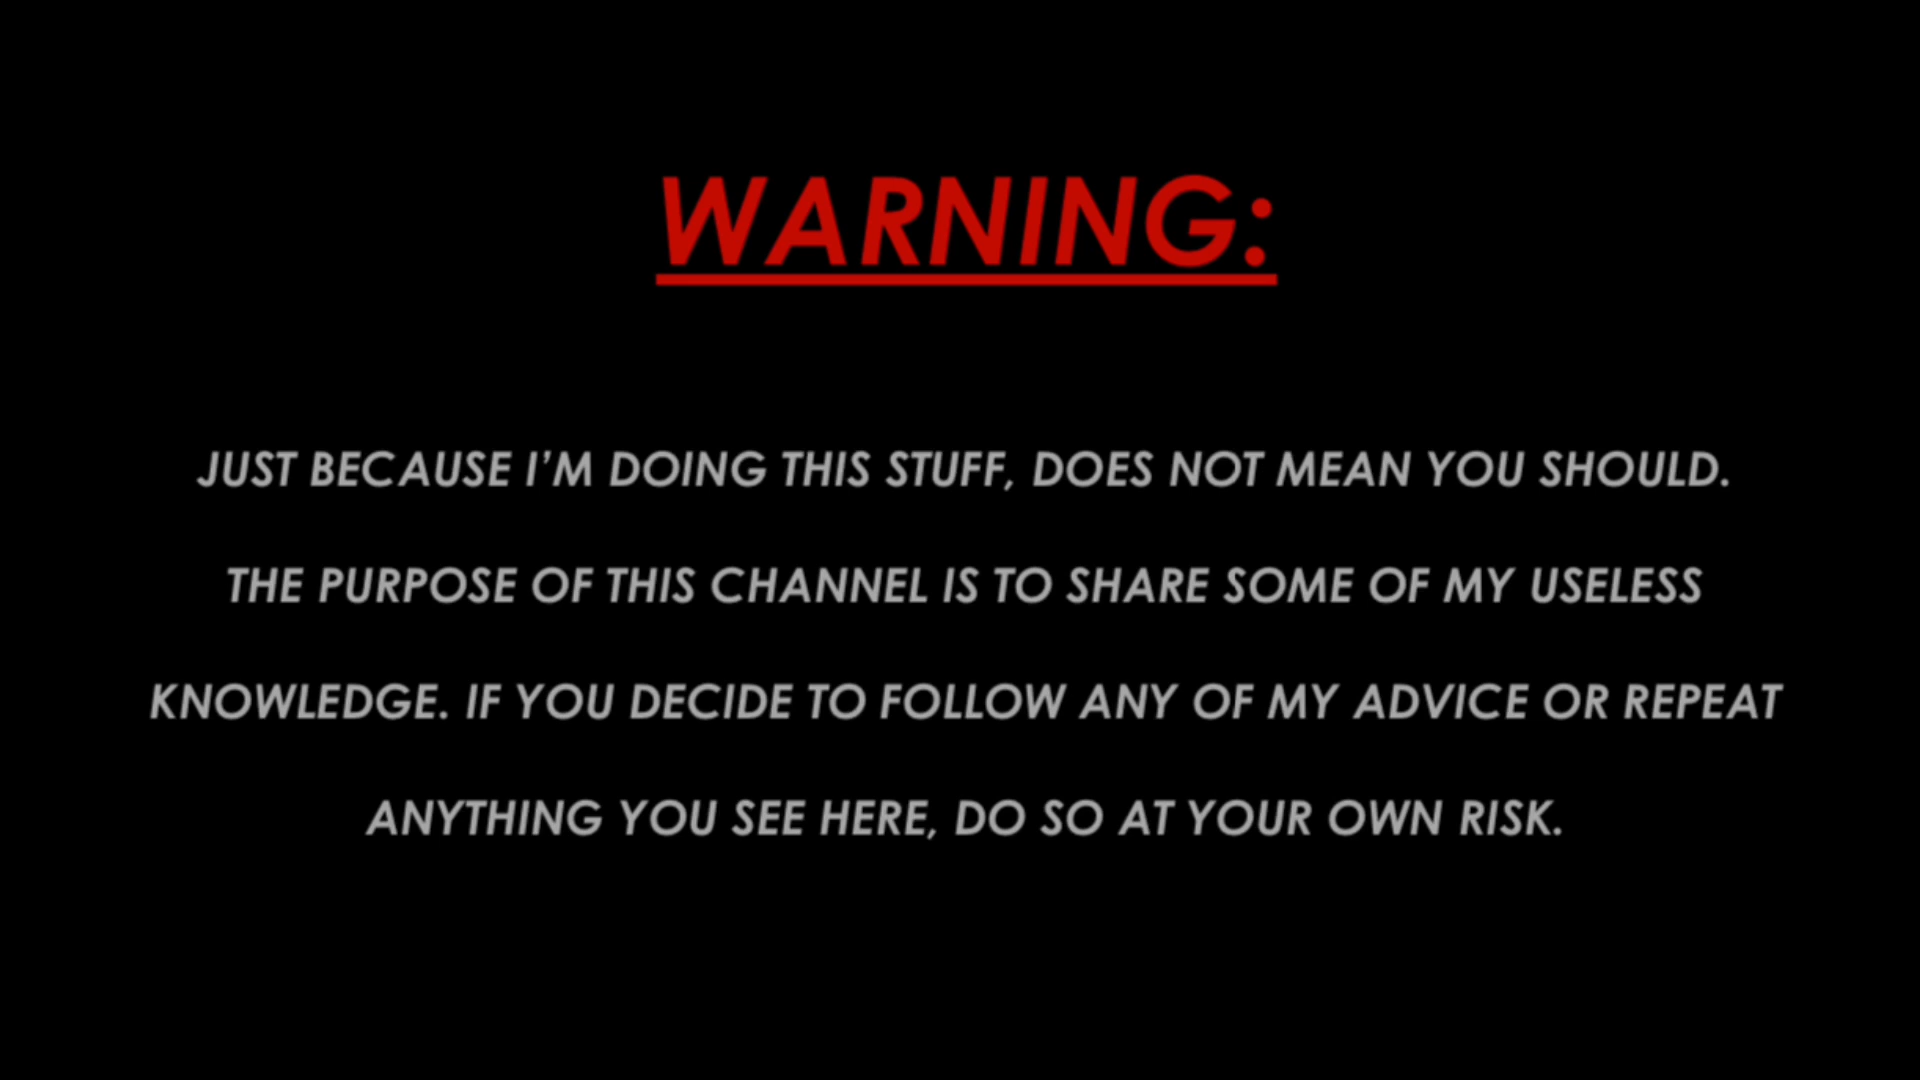 WARNING:
JUST BECAUSE I’M DOING THIS STUFF, DOES NOT MEAN YOU SHOULD.
THE PURPOSE OF THIS CHANNEL IS TO SHARE SOME OF MY USELESS
KNOWLEDGE. IF YOU DECIDE TO FOLLOW ANY OF MY ADVICE OR REPEAT
ANYTHING YOU SEE HERE, DO SO AT YOUR OWN RISK.